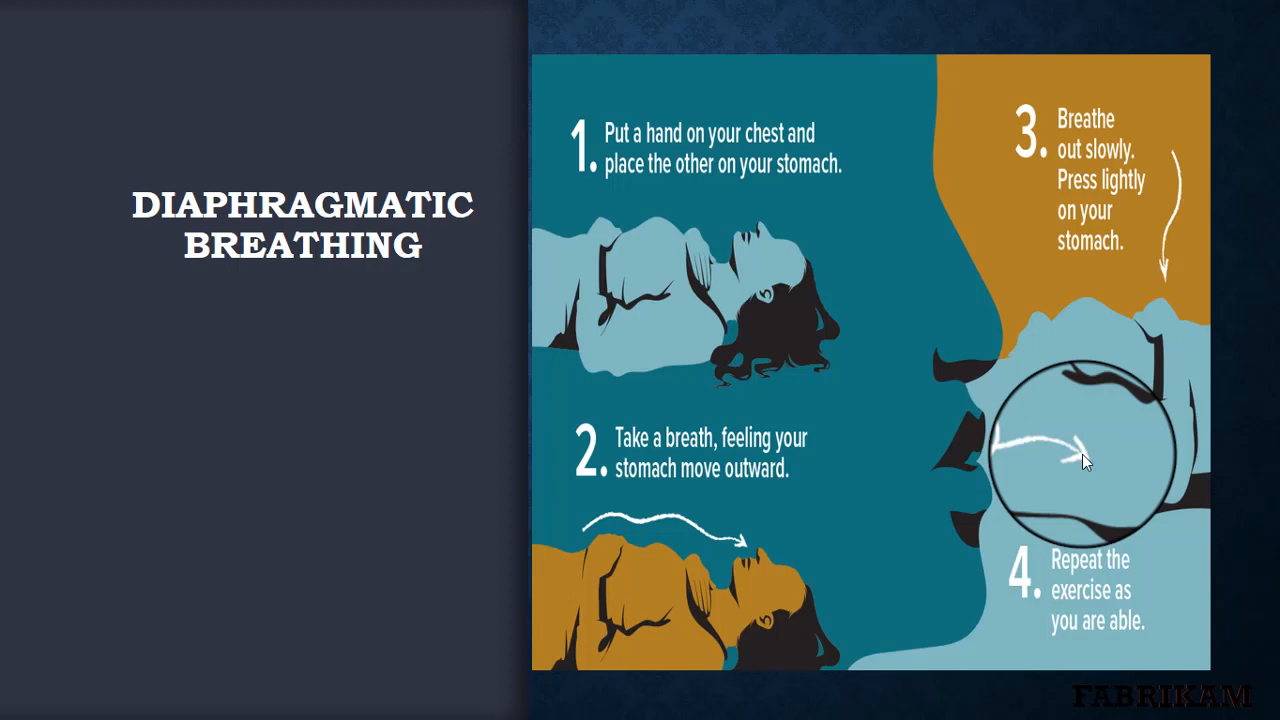 DIAPHRAGMATIC
BREATHING
1. Put a hand on your chest and
place the other on your stomach.
2. Take a breath, feeling your
stomach move outward.
3. Breathe
out slowly.
Press lightly
on your
stomach.
4. Repeat the
exercise as
you are able.
FABRIKAM